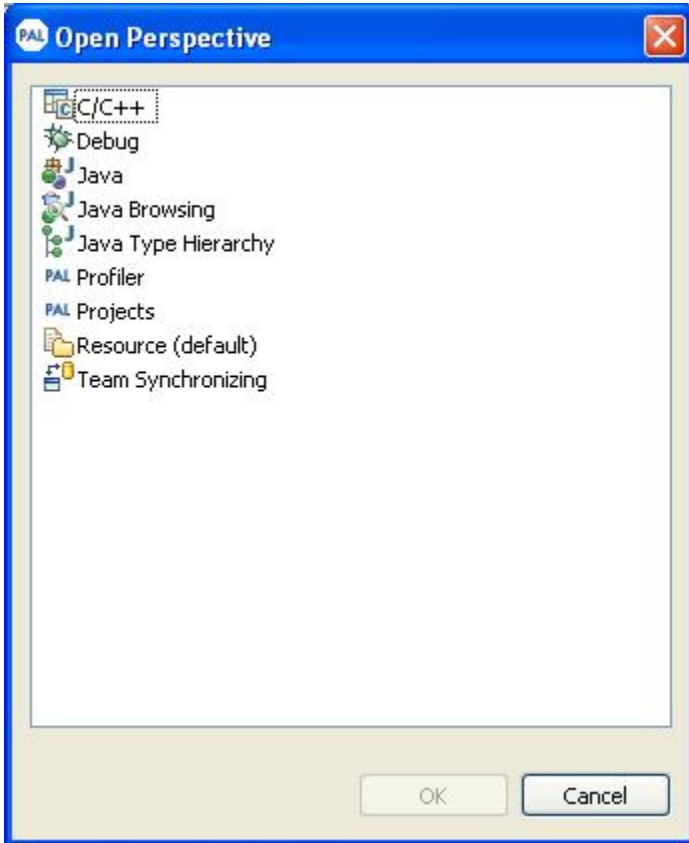 PAL Open Perspective
C/C++
Debug
Java
Java Browsing
Java Type Hierarchy
PAL Profiler
PAL Projects
Resource (default)
Team Synchronizing
OK Cancel